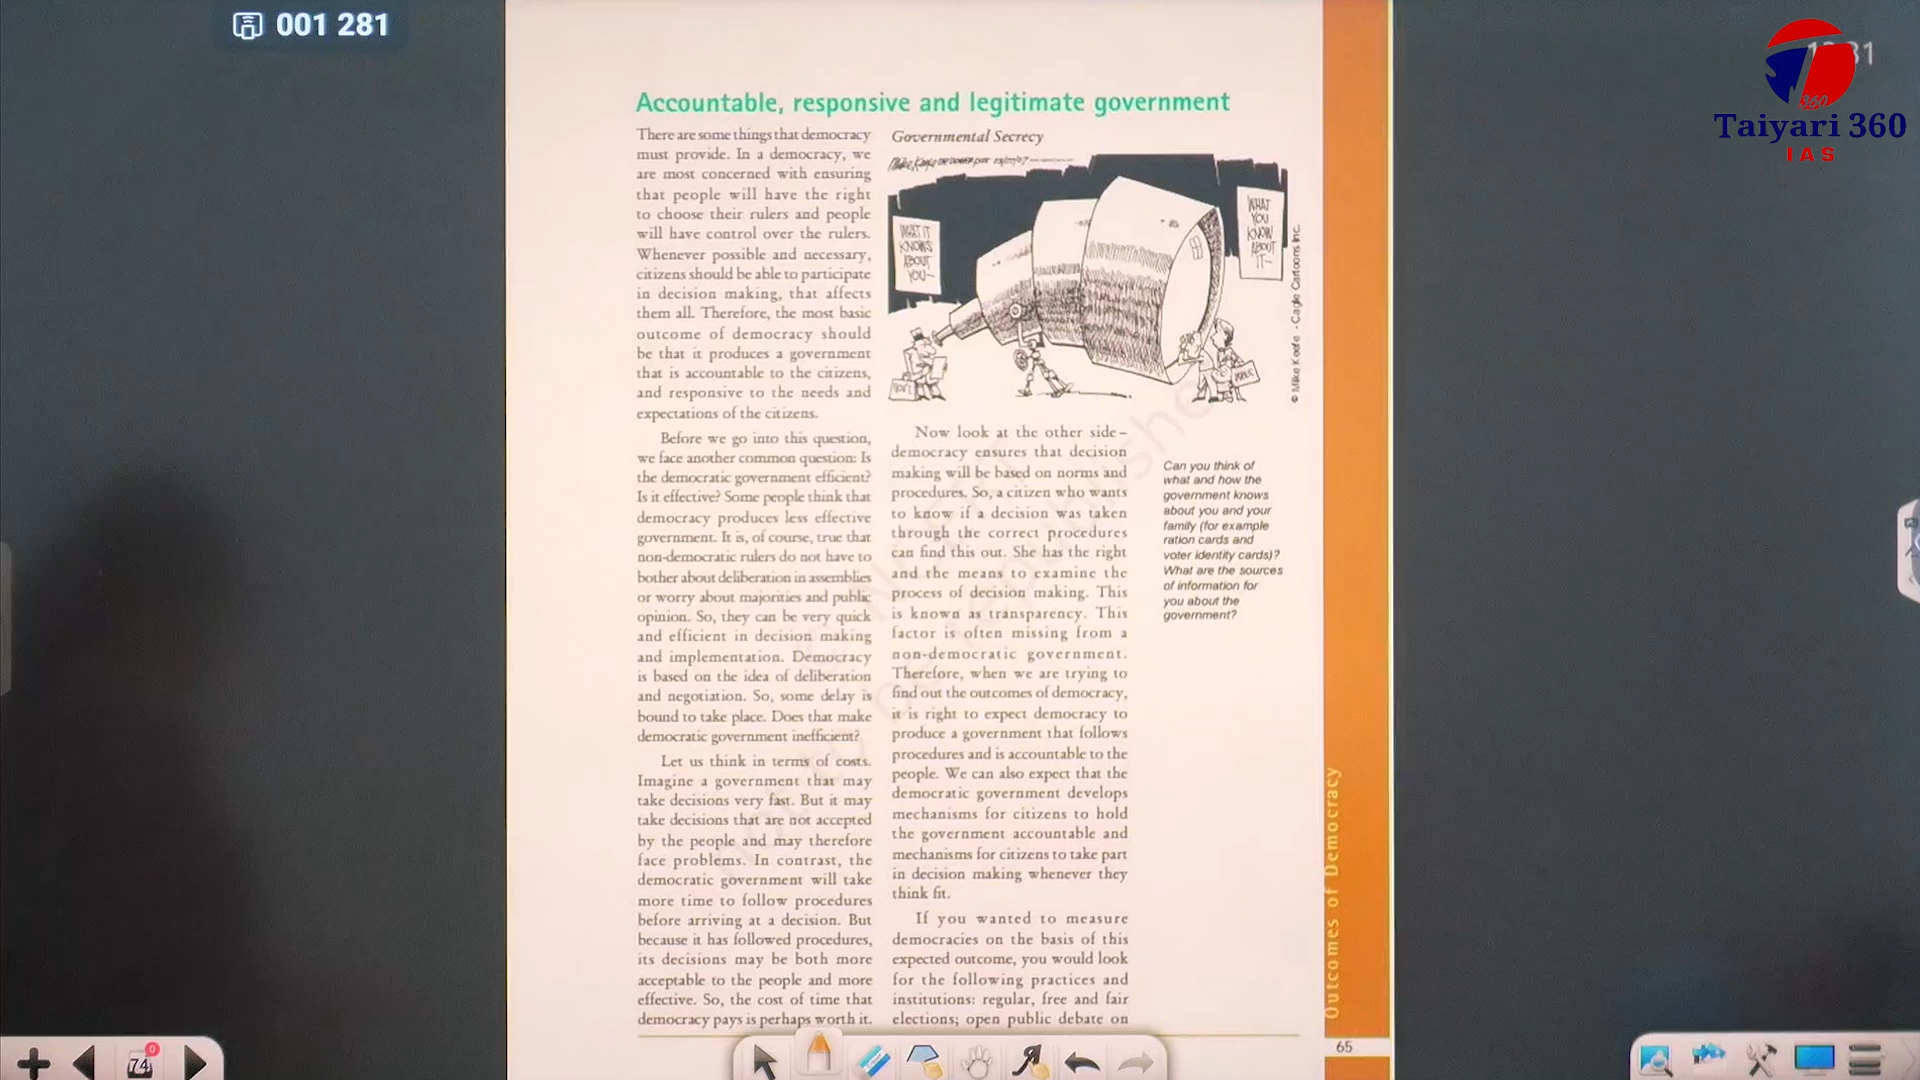 001 281
Taiyari 360
IAS
Accountable, responsive and legitimate government
There are some things that democracy
must provide. In a democracy, we
are most concerned with ensuring
that people will have the right
to choose their rulers and people
will have control over the rulers.
Whenever possible and necessary,
citizens should be able to participate
in decision making, that affects
them all. Therefore, the most basic
outcome of democracy should
be that it produces a government
that is accountable to the citizens,
and responsive to the needs and
expectations of the citizens.
Before we go into this question,
we face another common question: Is
the democratic government efficient?
Is it effective? Some people think that
democracy produces less effective
government. It is, of course, true that
non-democratic rulers do not have to
bother about deliberation in assemblies
or worry about majorities and public
opinion. So, they can be very quick
and efficient in decision making
and implementation. Democracy
is based on the idea of deliberation
and negotiation. So, some delay is
bound to take place. Does that make
democratic government inefficient?
Let us think in terms of costs.
Imagine a government that may
take decisions very fast. But it may
take decisions that are not accepted
by the people and may therefore
face problems. In contrast, the
democratic government will take
more time to follow procedures
before arriving at a decision. But
because it has followed procedures,
its decisions may be both more
acceptable to the people and more
effective. So, the cost of time that
democracy pays is perhaps worth it.
Governmental Secrecy
WHAT IT
KNOWS
ABOUT
YOU–
WHAT
YOU
KNOW
ABOUT
IT–
© Mike Keefe - Cagle Cartoons Inc.
Now look at the other side –
democracy ensures that decision
making will be based on norms and
procedures. So, a citizen who wants
to know if a decision was taken
through the correct procedures
can find this out. She has the right
and the means to examine the
process of decision making. This
is known as transparency. This
factor is often missing from a
non-democratic government.
Therefore, when we are trying to
find out the outcomes of democracy,
it is right to expect democracy to
produce a government that follows
procedures and is accountable to the
people. We can also expect that the
democratic government develops
mechanisms for citizens to hold
the government accountable and
mechanisms for citizens to take part
in decision making whenever they
think fit.
If you wanted to measure
democracies on the basis of this
expected outcome, you would look
for the following practices and
institutions: regular, free and fair
elections; open public debate on
Can you think of
what and how the
government knows
about you and your
family (for example
ration cards and
voter identity cards)?
What are the sources
of information for
you about the
government?
Outcomes of Democracy
65
74
0